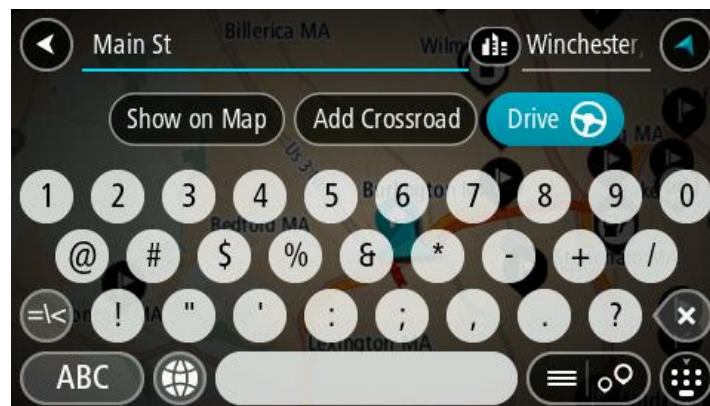 Main St
Billerica MA
Winchester,
Show on Map
Add Crossroad
Drive
1 2 3 4 5 6 7 8 9 0
Bedford MA
@ # $ % & * - + /
=\< ! " ' : ; , . ?
Lexington MA
ABC